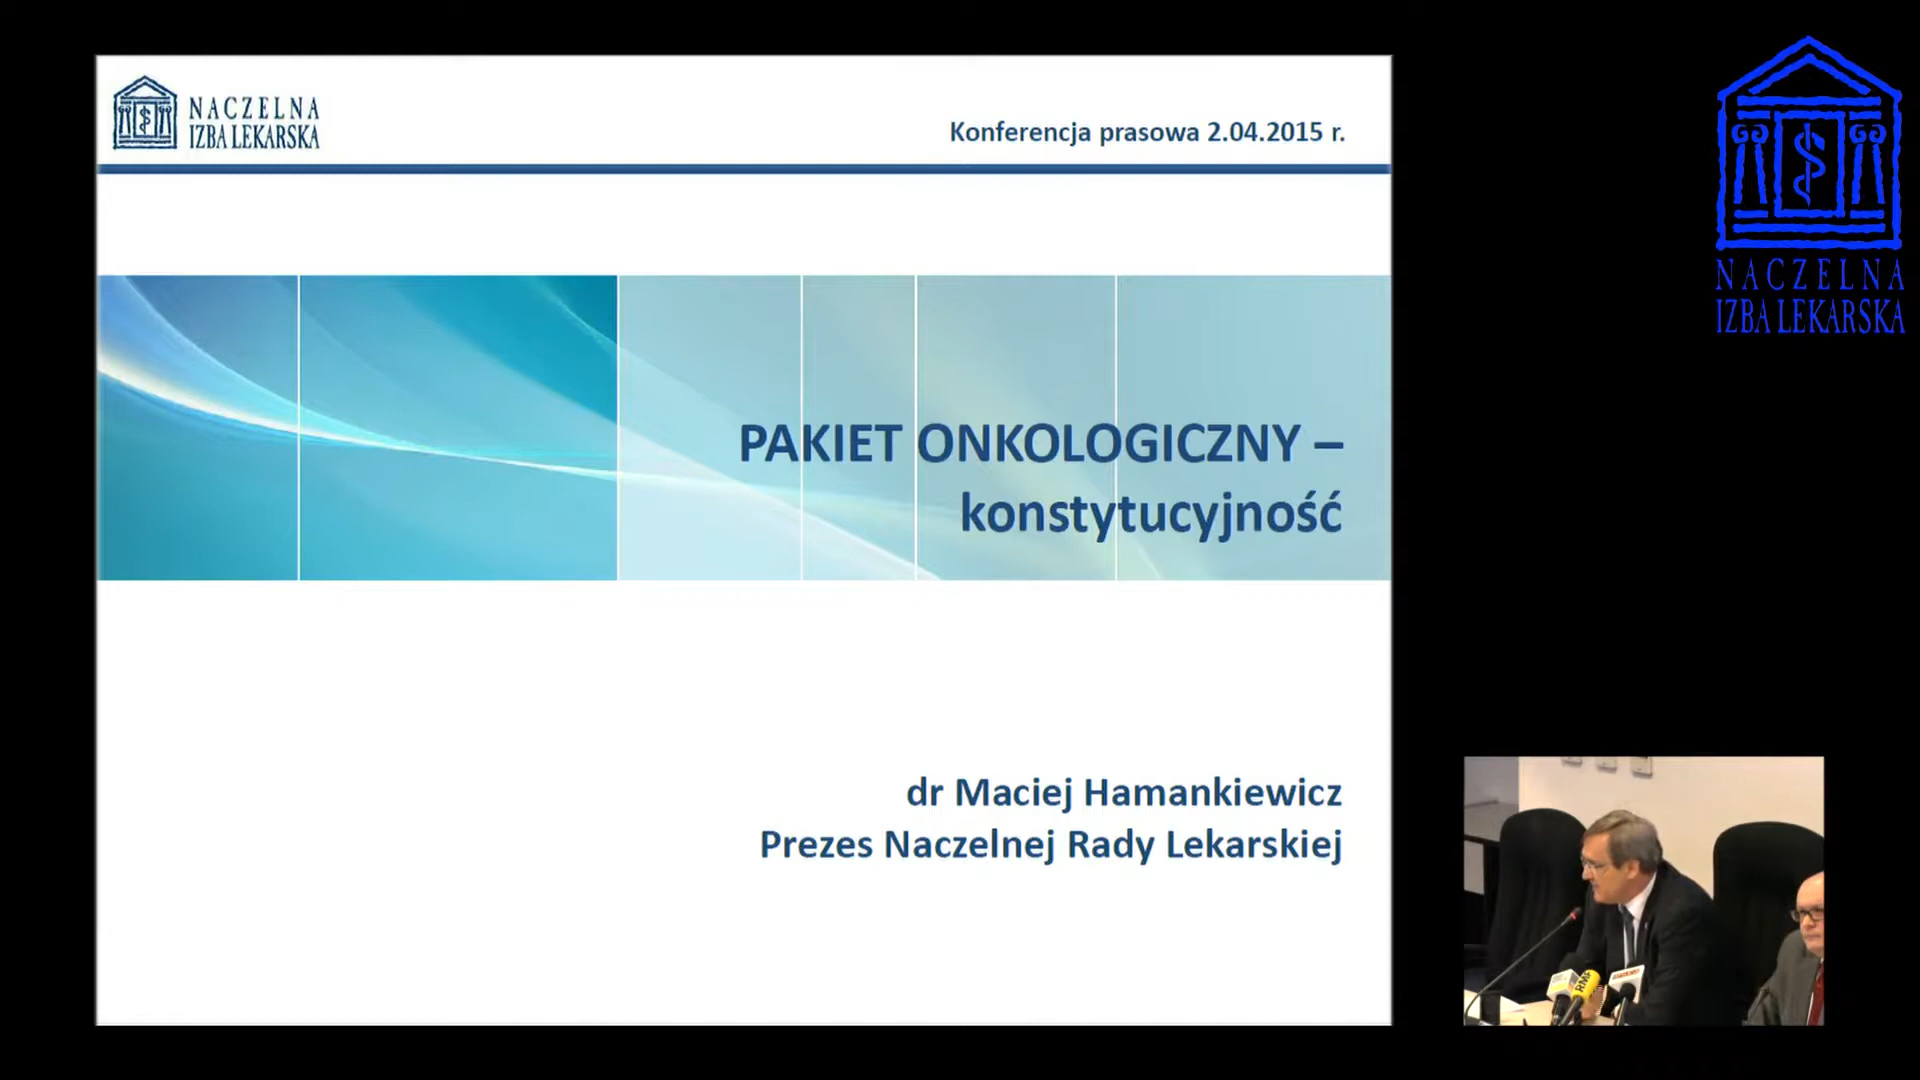 NACZELNA
IZBA LEKARSKA
Konferencja prasowa 2.04.2015 r.
PAKIET ONKOLOGICZNY –
konstytucyjność
dr Maciej Hamankiewicz
Prezes Naczelnej Rady Lekarskiej
NACZELNA
IZBA LEKARSKA
RMF